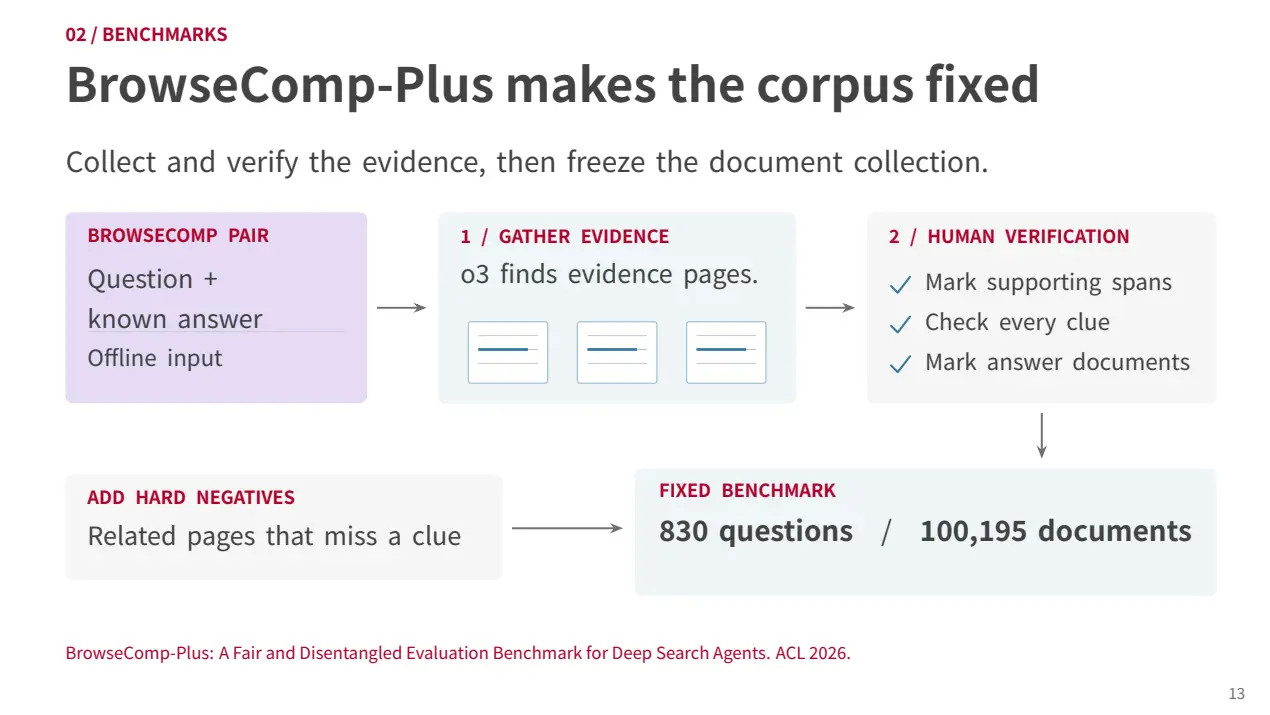 02 / BENCHMARKS
BrowseComp-Plus makes the corpus fixed
Collect and verify the evidence, then freeze the document collection.
BROWSECOMP PAIR
Question +
known answer
Offline input
1 / GATHER EVIDENCE
o3 finds evidence pages.
2 / HUMAN VERIFICATION
Mark supporting spans
Check every clue
Mark answer documents
ADD HARD NEGATIVES
Related pages that miss a clue
FIXED BENCHMARK
830 questions / 100,195 documents
BrowseComp-Plus: A Fair and Disentangled Evaluation Benchmark for Deep Search Agents. ACL 2026.
13